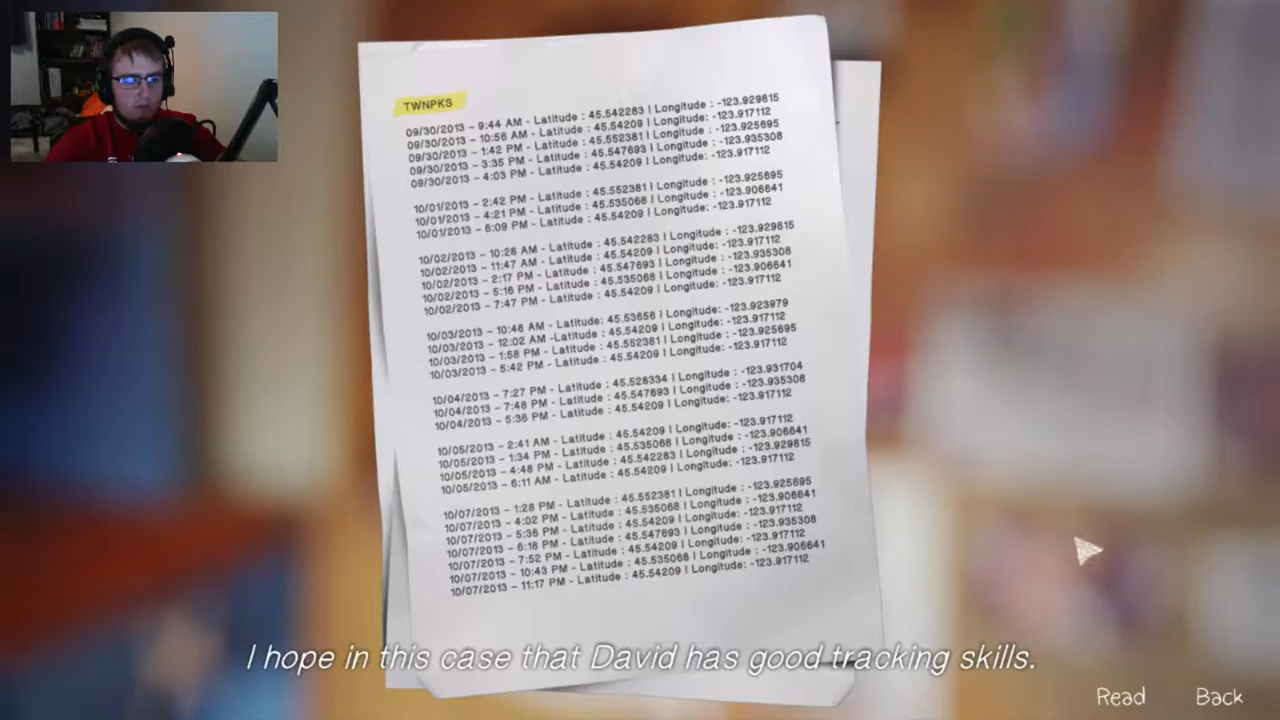 TWNPKS
09/30/2013 - 9:44 AM - Latitude : 45.542283 | Longitude : -123.929815
09/30/2013 - 10:56 AM - Latitude : 45.54209 | Longitude: -123.917112
09/30/2013 - 1:42 PM - Latitude : 45.552381 | Longitude : -123.925695
09/30/2013 - 3:35 PM - Latitude : 45.547693 | Longitude : -123.935308
09/30/2013 - 4:03 PM - Latitude : 45.54209 | Longitude: -123.917112
10/01/2013 - 2:42 PM - Latitude : 45.552381 | Longitude : -123.925695
10/01/2013 - 4:21 PM - Latitude : 45.535068 | Longitude : -123.906641
10/01/2013 - 6:09 PM - Latitude : 45.54209 | Longitude: -123.917112
10/02/2013 - 10:28 AM - Latitude : 45.542283 | Longitude : -123.929815
10/02/2013 - 11:47 AM - Latitude : 45.54209 | Longitude: -123.917112
10/02/2013 - 2:17 PM - Latitude : 45.547693 | Longitude : -123.935308
10/02/2013 - 5:16 PM - Latitude : 45.535068 | Longitude : -123.906641
10/02/2013 - 7:47 PM - Latitude : 45.54209 | Longitude: -123.917112
10/03/2013 - 10:46 AM - Latitude: 45.53656 | Longitude : -123.923979
10/03/2013 - 12:02 AM -Latitude : 45.54209 | Longitude: -123.917112
10/03/2013 - 1:58 PM - Latitude : 45.552381 | Longitude : -123.925695
10/03/2013 - 5:42 PM - Latitude : 45.54209 | Longitude: -123.917112
10/04/2013 - 7:27 PM - Latitude : 45.528334 | Longitude : -123.931704
10/04/2013 - 7:48 PM - Latitude : 45.547693 | Longitude : -123.935308
10/04/2013 - 5:36 PM - Latitude : 45.54209 | Longitude: -123.917112
10/05/2013 - 2:41 AM - Latitude : 45.54209 | Longitude: -123.917112
10/05/2013 - 1:34 PM - Latitude : 45.535068 | Longitude : -123.906641
10/05/2013 - 4:48 PM - Latitude : 45.542283 | Longitude : -123.929815
10/05/2013 - 6:11 AM - Latitude : 45.54209 | Longitude: -123.917112
10/07/2013 - 1:28 PM - Latitude : 45.552381 | Longitude : -123.925695
10/07/2013 - 4:02 PM - Latitude : 45.535068 | Longitude : -123.906641
10/07/2013 - 5:36 PM - Latitude : 45.54209 | Longitude: -123.917112
10/07/2013 - 6:18 PM - Latitude : 45.547693 | Longitude : -123.935308
10/07/2013 - 7:52 PM - Latitude : 45.54209 | Longitude: -123.917112
10/07/2013 - 10:43 PM - Latitude : 45.535068 | Longitude : -123.906641
10/07/2013 - 11:17 PM - Latitude : 45.54209 | Longitude: -123.917112
I hope in this case that David has good tracking skills.
Read Back